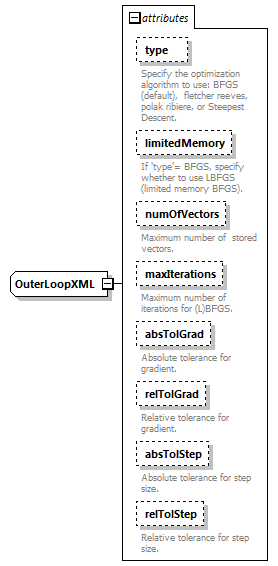 attributes
type
Specify the optimization
algorithm to use: BFGS
(default),  fletcher reeves,
polak ribiere, or Steepest
Descent.
limitedMemory
If 'type'= BFGS, specify
whether to use LBFGS
(limited memory BFGS).
numOfVectors
Maximum number of  stored
vectors.
OuterLoopXML
maxIterations
Maximum number of
iterations for (L)BFGS.
absTolGrad
Absolute tolerance for
gradient.
relTolGrad
Relative tolerance for
gradient.
absTolStep
Absolute tolerance for step
size.
relTolStep
Relative tolerance for step
size.